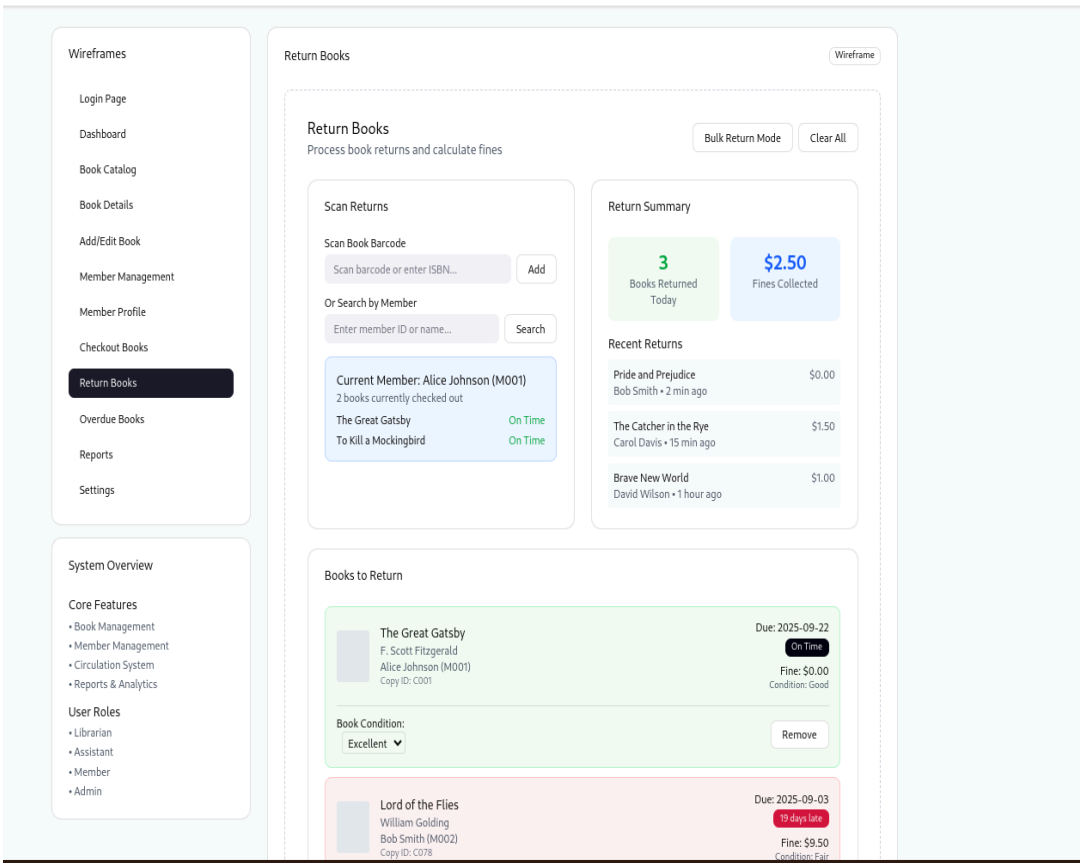 Wireframes
Login Page
Dashboard
Book Catalog
Book Details
Add/Edit Book
Member Management
Member Profile
Checkout Books
Return Books
Overdue Books
Reports
Settings
System Overview
Core Features
• Book Management
• Member Management
• Circulation System
• Reports & Analytics
User Roles
• Librarian
• Assistant
• Member
• Admin
Return Books
Wireframe
Return Books
Process book returns and calculate fines
Bulk Return Mode
Clear All
Scan Returns
Scan Book Barcode
Scan barcode or enter ISBN...
Add
Or Search by Member
Enter member ID or name...
Search
Current Member: Alice Johnson (M001)
2 books currently checked out
The Great Gatsby On Time
To Kill a Mockingbird On Time
Return Summary
3
Books Returned
Today
$2.50
Fines Collected
Recent Returns
Pride and Prejudice $0.00
Bob Smith • 2 min ago
The Catcher in the Rye $1.50
Carol Davis • 15 min ago
Brave New World $1.00
David Wilson • 1 hour ago
Books to Return
The Great Gatsby
F. Scott Fitzgerald
Alice Johnson (M001)
Copy ID: C001
Due: 2025-09-22
On Time
Fine: $0.00
Condition: Good
Book Condition:
Excellent
Remove
Lord of the Flies
William Golding
Bob Smith (M002)
Copy ID: C078
Due: 2025-09-03
19 days late
Fine: $9.50
Condition: Fair